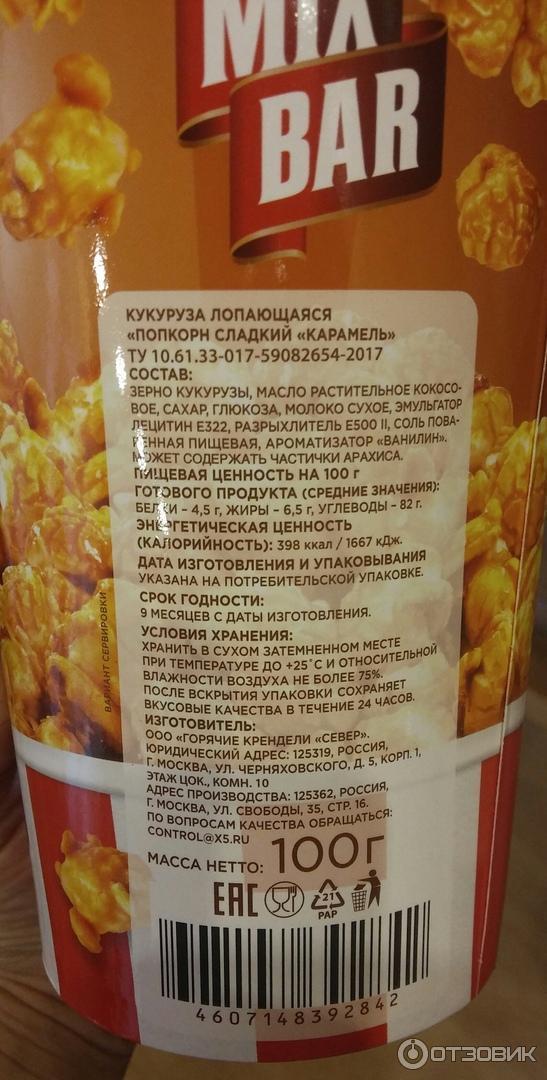 MIX
BAR
КУКУРУЗА ЛОПАЮЩАЯСЯ
«ПОПКОРН СЛАДКИЙ «КАРАМЕЛЬ»
ТУ 10.61.33-017-59082654-2017
СОСТАВ:
ЗЕРНО КУКУРУЗЫ, МАСЛО РАСТИТЕЛЬНОЕ КОКОСО-
ВОЕ, САХАР, ГЛЮКОЗА, МОЛОКО СУХОЕ, ЭМУЛЬГАТОР
ЛЕЦИТИН Е322, РАЗРЫХЛИТЕЛЬ Е500 II, СОЛЬ ПОВА-
РЕННАЯ ПИЩЕВАЯ, АРОМАТИЗАТОР «ВАНИЛИН».
МОЖЕТ СОДЕРЖАТЬ ЧАСТИЧКИ АРАХИСА.
ПИЩЕВАЯ ЦЕННОСТЬ НА 100 г
ГОТОВОГО ПРОДУКТА (СРЕДНИЕ ЗНАЧЕНИЯ):
БЕЛКИ – 4,5 г, ЖИРЫ – 6,5 г, УГЛЕВОДЫ – 82 г.
ЭНЕРГЕТИЧЕСКАЯ ЦЕННОСТЬ
(КАЛОРИЙНОСТЬ): 398 ккал / 1667 кДж.
ДАТА ИЗГОТОВЛЕНИЯ И УПАКОВЫВАНИЯ
УКАЗАНА НА ПОТРЕБИТЕЛЬСКОЙ УПАКОВКЕ.
СРОК ГОДНОСТИ:
9 МЕСЯЦЕВ С ДАТЫ ИЗГОТОВЛЕНИЯ.
УСЛОВИЯ ХРАНЕНИЯ:
ХРАНИТЬ В СУХОМ ЗАТЕМНЕННОМ МЕСТЕ
ПРИ ТЕМПЕРАТУРЕ ДО +25°С И ОТНОСИТЕЛЬНОЙ
ВЛАЖНОСТИ ВОЗДУХА НЕ БОЛЕЕ 75%.
ПОСЛЕ ВСКРЫТИЯ УПАКОВКИ СОХРАНЯЕТ
ВКУСОВЫЕ КАЧЕСТВА В ТЕЧЕНИЕ 24 ЧАСОВ.
ИЗГОТОВИТЕЛЬ:
ООО «ГОРЯЧИЕ КРЕНДЕЛИ «СЕВЕР».
ЮРИДИЧЕСКИЙ АДРЕС: 125319, РОССИЯ,
Г. МОСКВА, УЛ. ЧЕРНЯХОВСКОГО, Д. 5, КОРП. 1,
ЭТАЖ ЦОК., КОМН. 10
АДРЕС ПРОИЗВОДСТВА: 125362, РОССИЯ,
Г. МОСКВА, УЛ. СВОБОДЫ, 35, СТР. 16.
ПО ВОПРОСАМ КАЧЕСТВА ОБРАЩАТЬСЯ:
CONTROL@X5.RU
МАССА НЕТТО: 100г
ЕАС
21
PAP
4607148392842
ВАРИАНТ СЕРВИРОВКИ
ОТЗОВИК